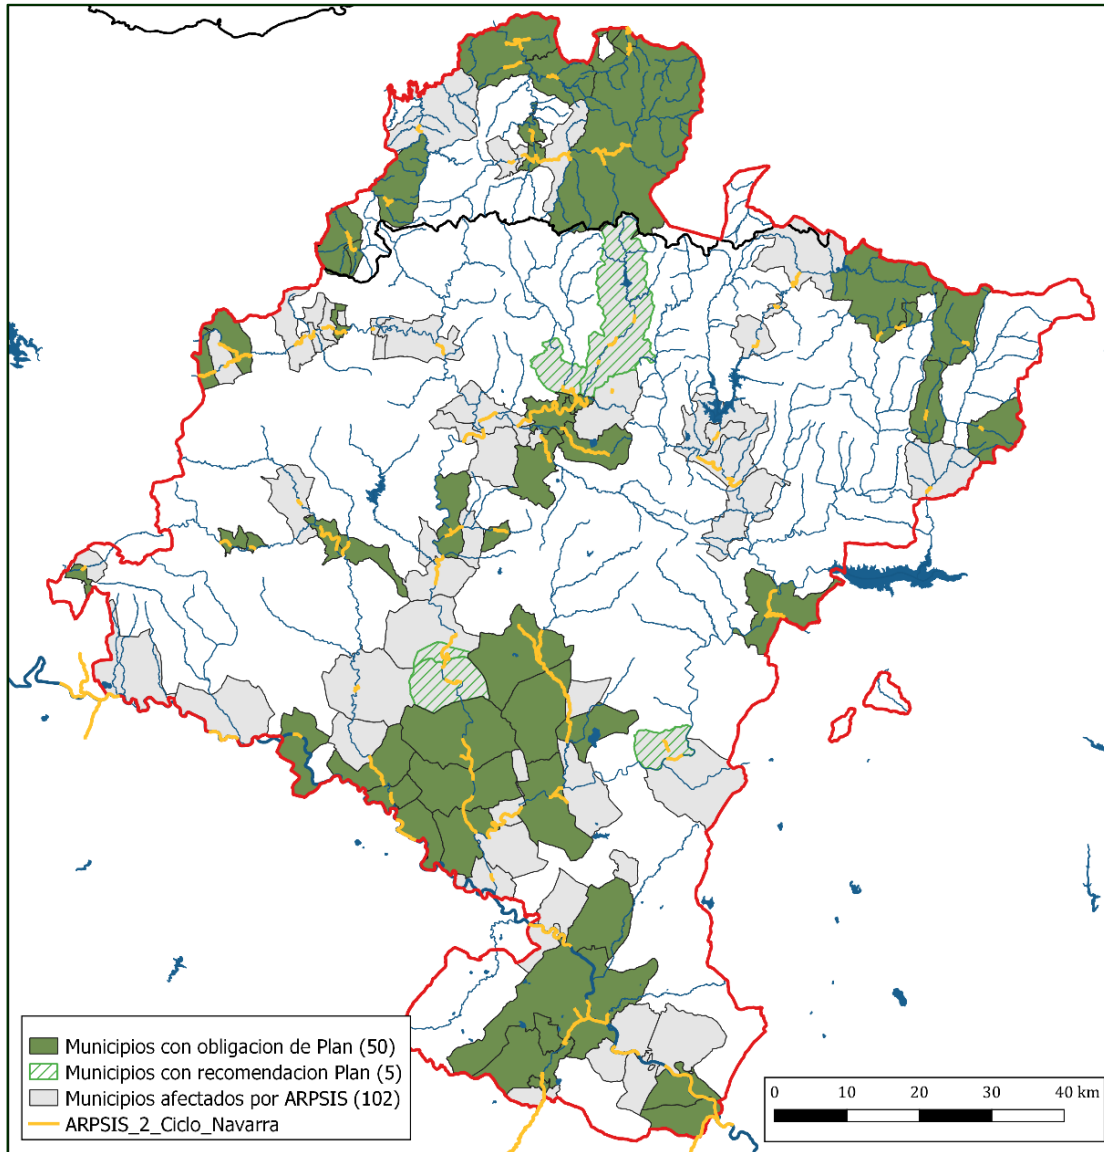 Municipios con obligacion de Plan (50)
Municipios con recomendacion Plan (5)
Municipios afectados por ARPSIS (102)
ARPSIS_2_Ciclo_Navarra
0 10 20 30 40 km